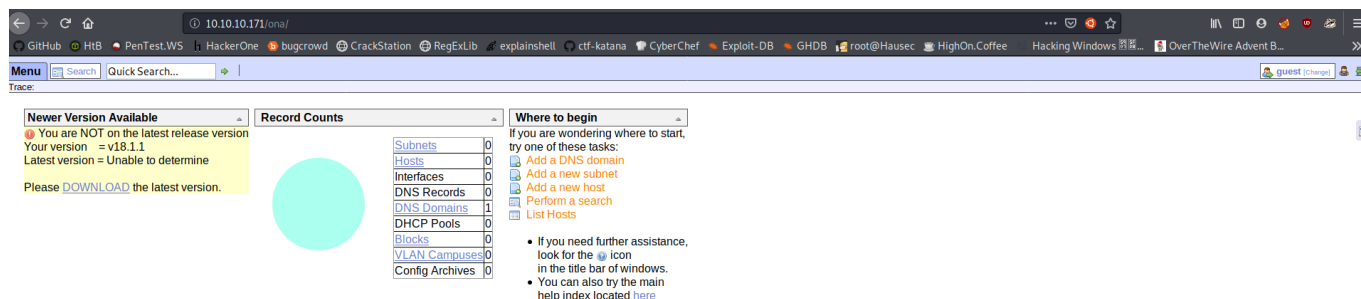 10.10.10.171/ona/
GitHub HtB PenTest.WS HackerOne bugcrowd CrackStation RegExLib explainshell ctf-katana CyberChef Exploit-DB GHDB root@Hausec HighOn.Coffee Hacking Windows OverTheWire Advent B...
Menu Search Quick Search... guest [Change]
Trace:
Newer Version Available
You are NOT on the latest release version
Your version = v18.1.1
Latest version = Unable to determine
Please DOWNLOAD the latest version.
Record Counts
Subnets 0
Hosts 0
Interfaces 0
DNS Records 0
DNS Domains 1
DHCP Pools 0
Blocks 0
VLAN Campuses 0
Config Archives 0
Where to begin
If you are wondering where to start,
try one of these tasks:
Add a DNS domain
Add a new subnet
Add a new host
Perform a search
List Hosts
• If you need further assistance,
look for the icon
in the title bar of windows.
• You can also try the main
help index located here